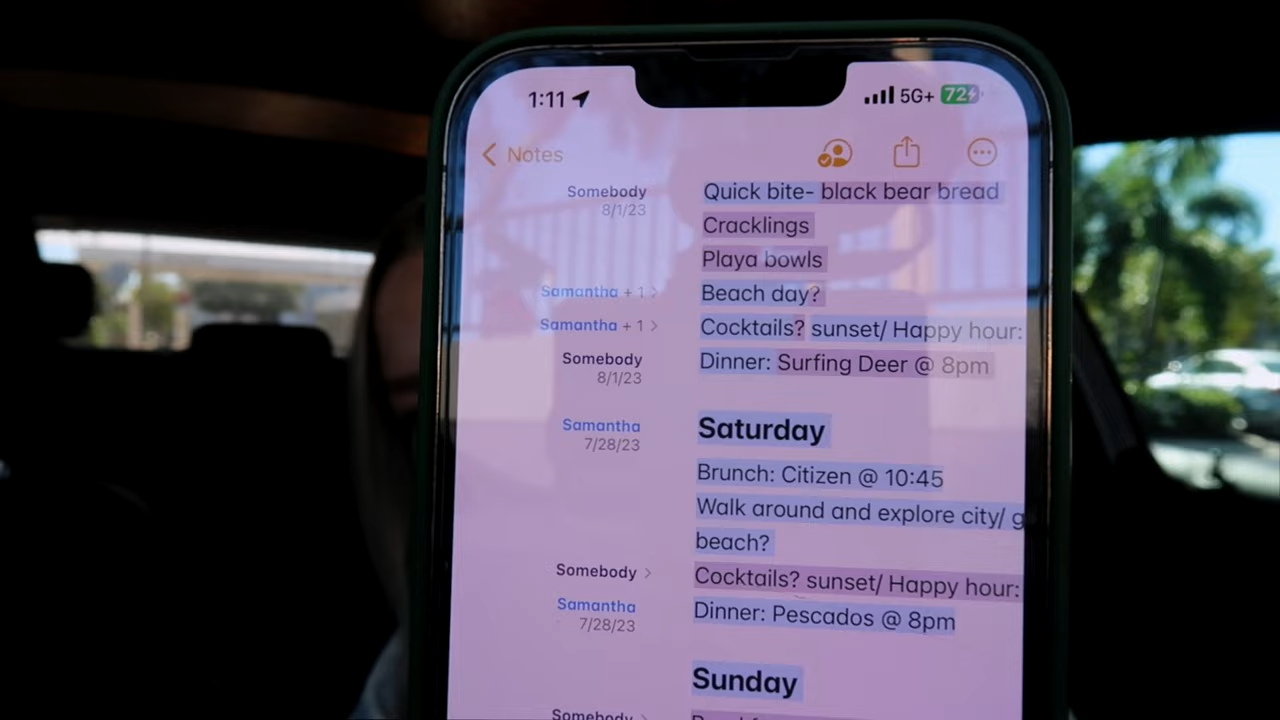 1:11 5G+ 72
Notes
Somebody Quick bite- black bear bread
8/1/23
Cracklings
Playa bowls
Samantha + 1 > Beach day?
Samantha + 1 > Cocktails? sunset/ Happy hour:
Somebody Dinner: Surfing Deer @ 8pm
8/1/23
Samantha Saturday
7/28/23
Brunch: Citizen @ 10:45
Walk around and explore city/ g
beach?
Somebody > Cocktails? sunset/ Happy hour:
Samantha Dinner: Pescados @ 8pm
7/28/23
Sunday
Somebody